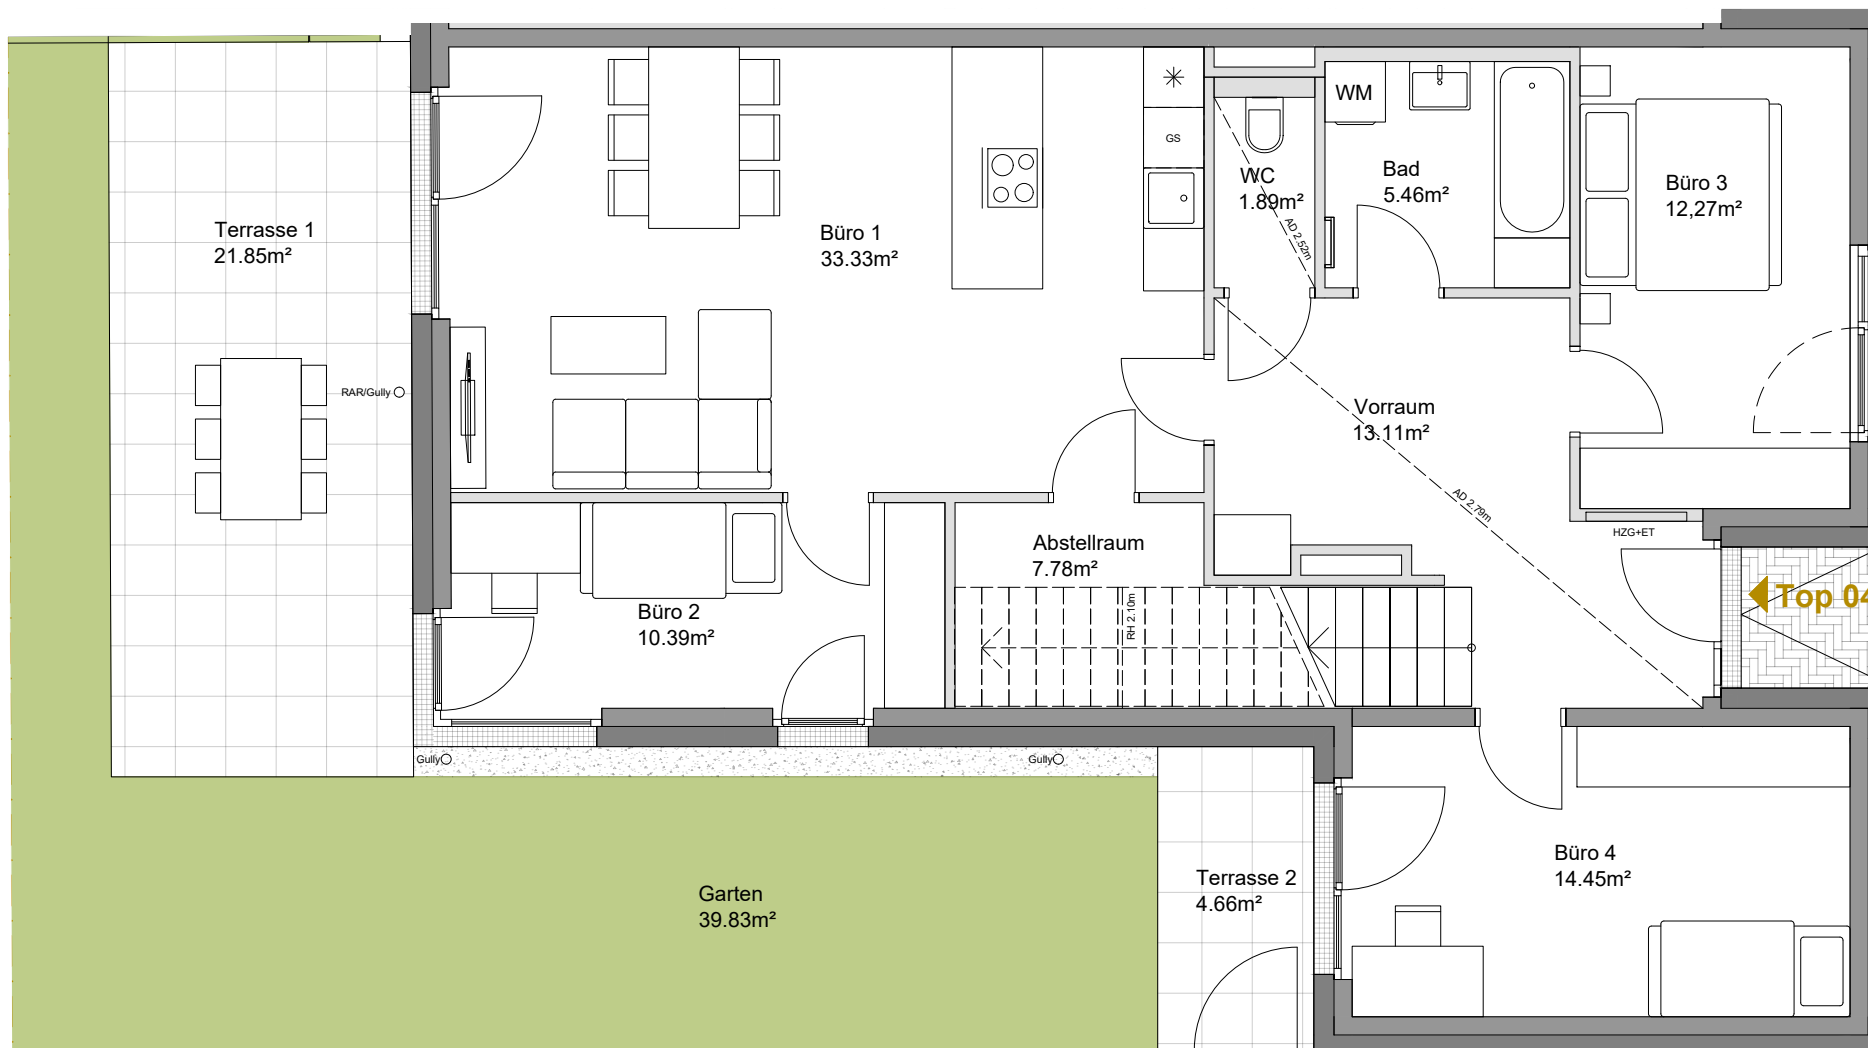 WM
GS
WC
1.89m²
AD 2.52m
Bad
5.46m²
Büro 3
12,27m²
Terrasse 1
21.85m²
Büro 1
33.33m²
RAR/Gully
Vorraum
13.11m²
AD 2.79m
HZG+ET
Abstellraum
7.78m²
RH 2.10m
Top 04
Büro 2
10.39m²
Gully
Gully
Büro 4
14.45m²
Terrasse 2
4.66m²
Garten
39.83m²